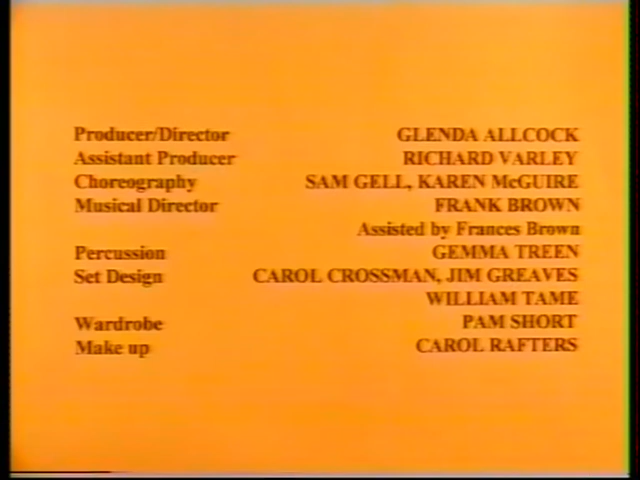 Producer/Director GLENDA ALLCOCK
Assistant Producer RICHARD VARLEY
Choreography SAM GELL, KAREN McGUIRE
Musical Director FRANK BROWN
Assisted by Frances Brown
Percussion GEMMA TREEN
Set Design CAROL CROSSMAN, JIM GREAVES
WILLIAM TAME
Wardrobe PAM SHORT
Make up CAROL RAFTERS